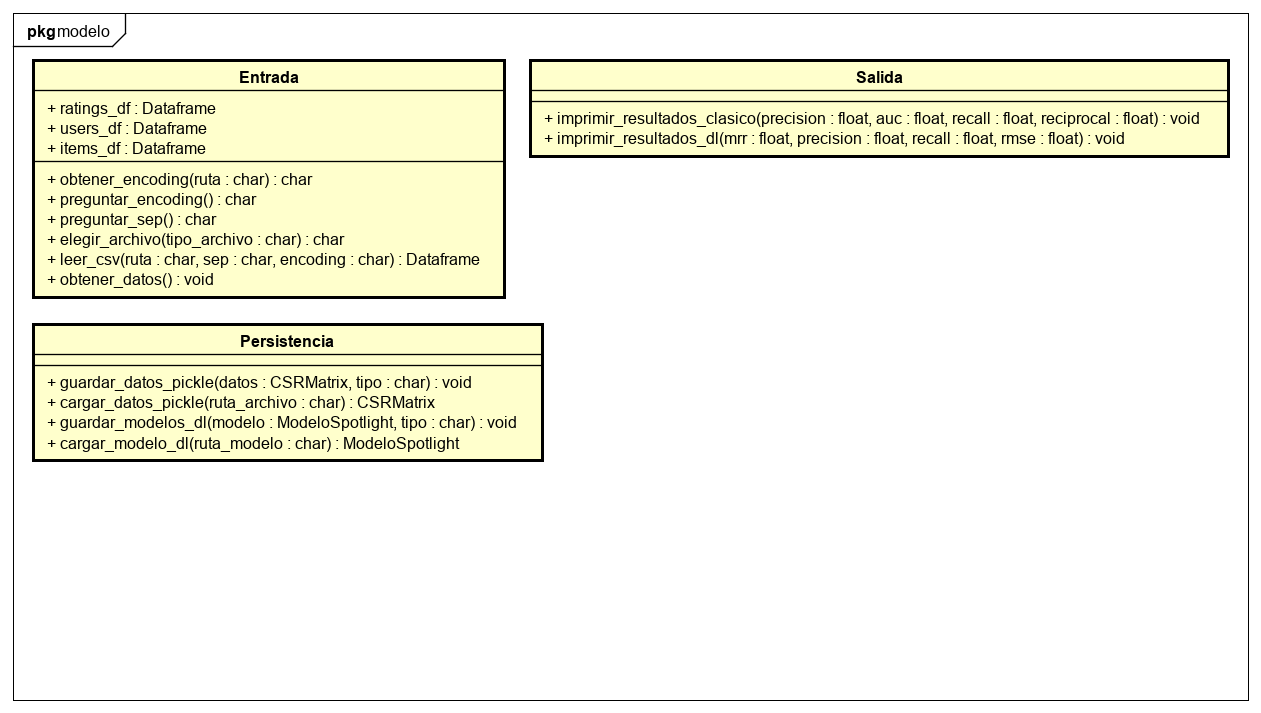 pkg modelo
Entrada
+ ratings_df : Dataframe
+ users_df : Dataframe
+ items_df : Dataframe
+ obtener_encoding(ruta : char) : char
+ preguntar_encoding() : char
+ preguntar_sep() : char
+ elegir_archivo(tipo_archivo : char) : char
+ leer_csv(ruta : char, sep : char, encoding : char) : Dataframe
+ obtener_datos() : void
Salida
+ imprimir_resultados_clasico(precision : float, auc : float, recall : float, reciprocal : float) : void
+ imprimir_resultados_dl(mrr : float, precision : float, recall : float, rmse : float) : void
Persistencia
+ guardar_datos_pickle(datos : CSRMatrix, tipo : char) : void
+ cargar_datos_pickle(ruta_archivo : char) : CSRMatrix
+ guardar_modelos_dl(modelo : ModeloSpotlight, tipo : char) : void
+ cargar_modelo_dl(ruta_modelo : char) : ModeloSpotlight